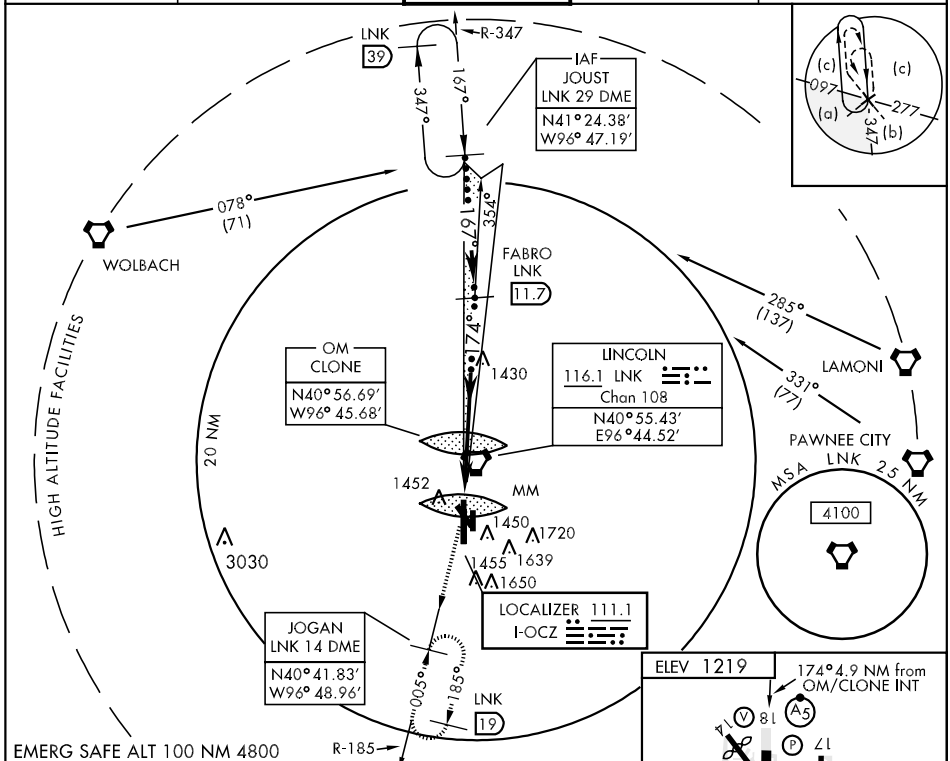 LNK
39
R-347
347°
167°
IAF
JOUST
LNK 29 DME
N41° 24.38'
W96° 47.19'
(c)
(c)
097
277
(a)
(b)
347
078°
(71)
WOLBACH
167°
354°
FABRO
LNK
11.7
174°
285°
(137)
LAMONI
331°
(77)
PAWNEE CITY
OM
CLONE
N40° 56.69'
W96° 45.68'
1430
LINCOLN
116.1 LNK
Chan 108
N40° 55.43'
E96° 44.52'
HIGH ALTITUDE FACILITIES
20 NM
MSA LNK 25 NM
4100
1452
MM
1450
1720
1455
1639
1650
3030
LOCALIZER 111.1
I-OCZ
JOGAN
LNK 14 DME
N40° 41.83'
W96° 48.96'
005°
185°
LNK
19
R-185
EMERG SAFE ALT 100 NM 4800
ELEV 1219
174° 4.9 NM from
OM/CLONE INT
14
V
18
A5
P
17